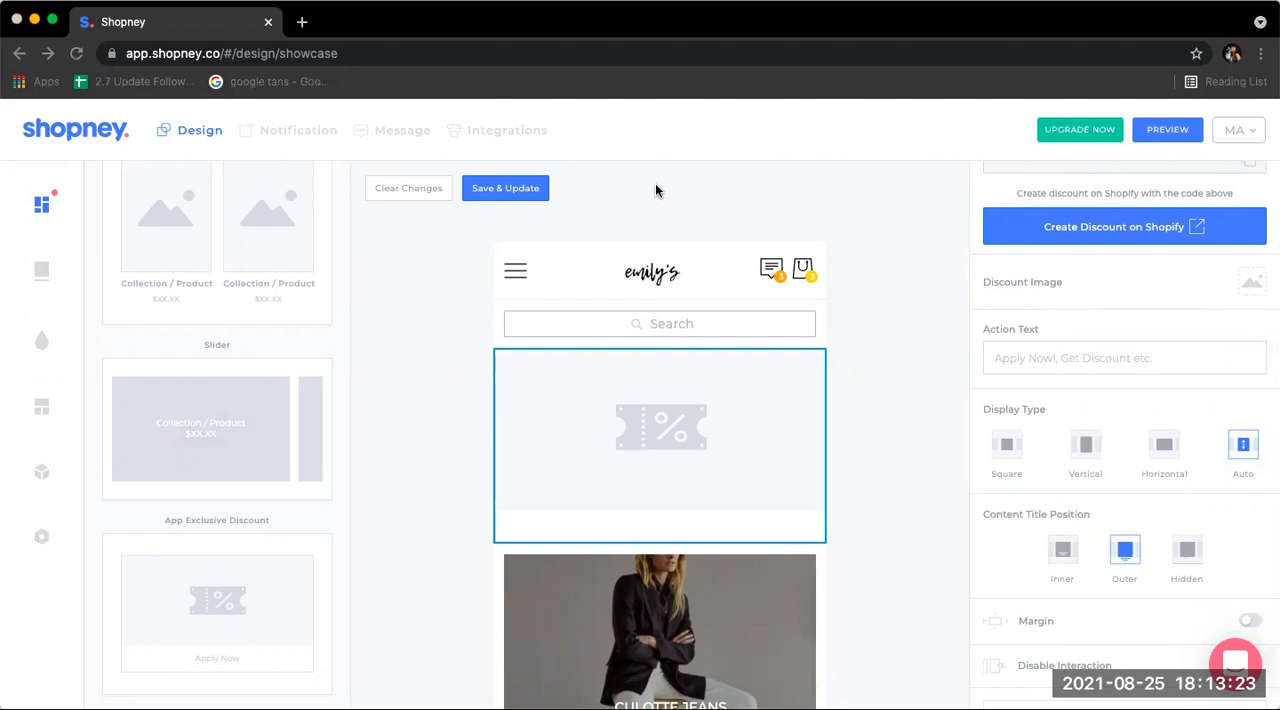 Shopney
app.shopney.co/#/design/showcase
Apps
2.7 Update Follow...
google tans - Goo...
Reading List
shopney.
Design
Notification
Message
Integrations
UPGRADE NOW
PREVIEW
MA
Clear Changes
Save & Update
Collection / Product
$XX.XX
Collection / Product
$XX.XX
Slider
Collection / Product
$XX.XX
App Exclusive Discount
%
Apply Now
emily's
3
Search
%
CULOTTE JEANS
Create discount on Shopify with the code above
Create Discount on Shopify
Discount Image
Action Text
Apply Now!, Get Discount etc.
Display Type
Square
Vertical
Horizontal
Auto
Content Title Position
Inner
Outer
Hidden
Margin
Disable Interaction
2021-08-25 18:13:23